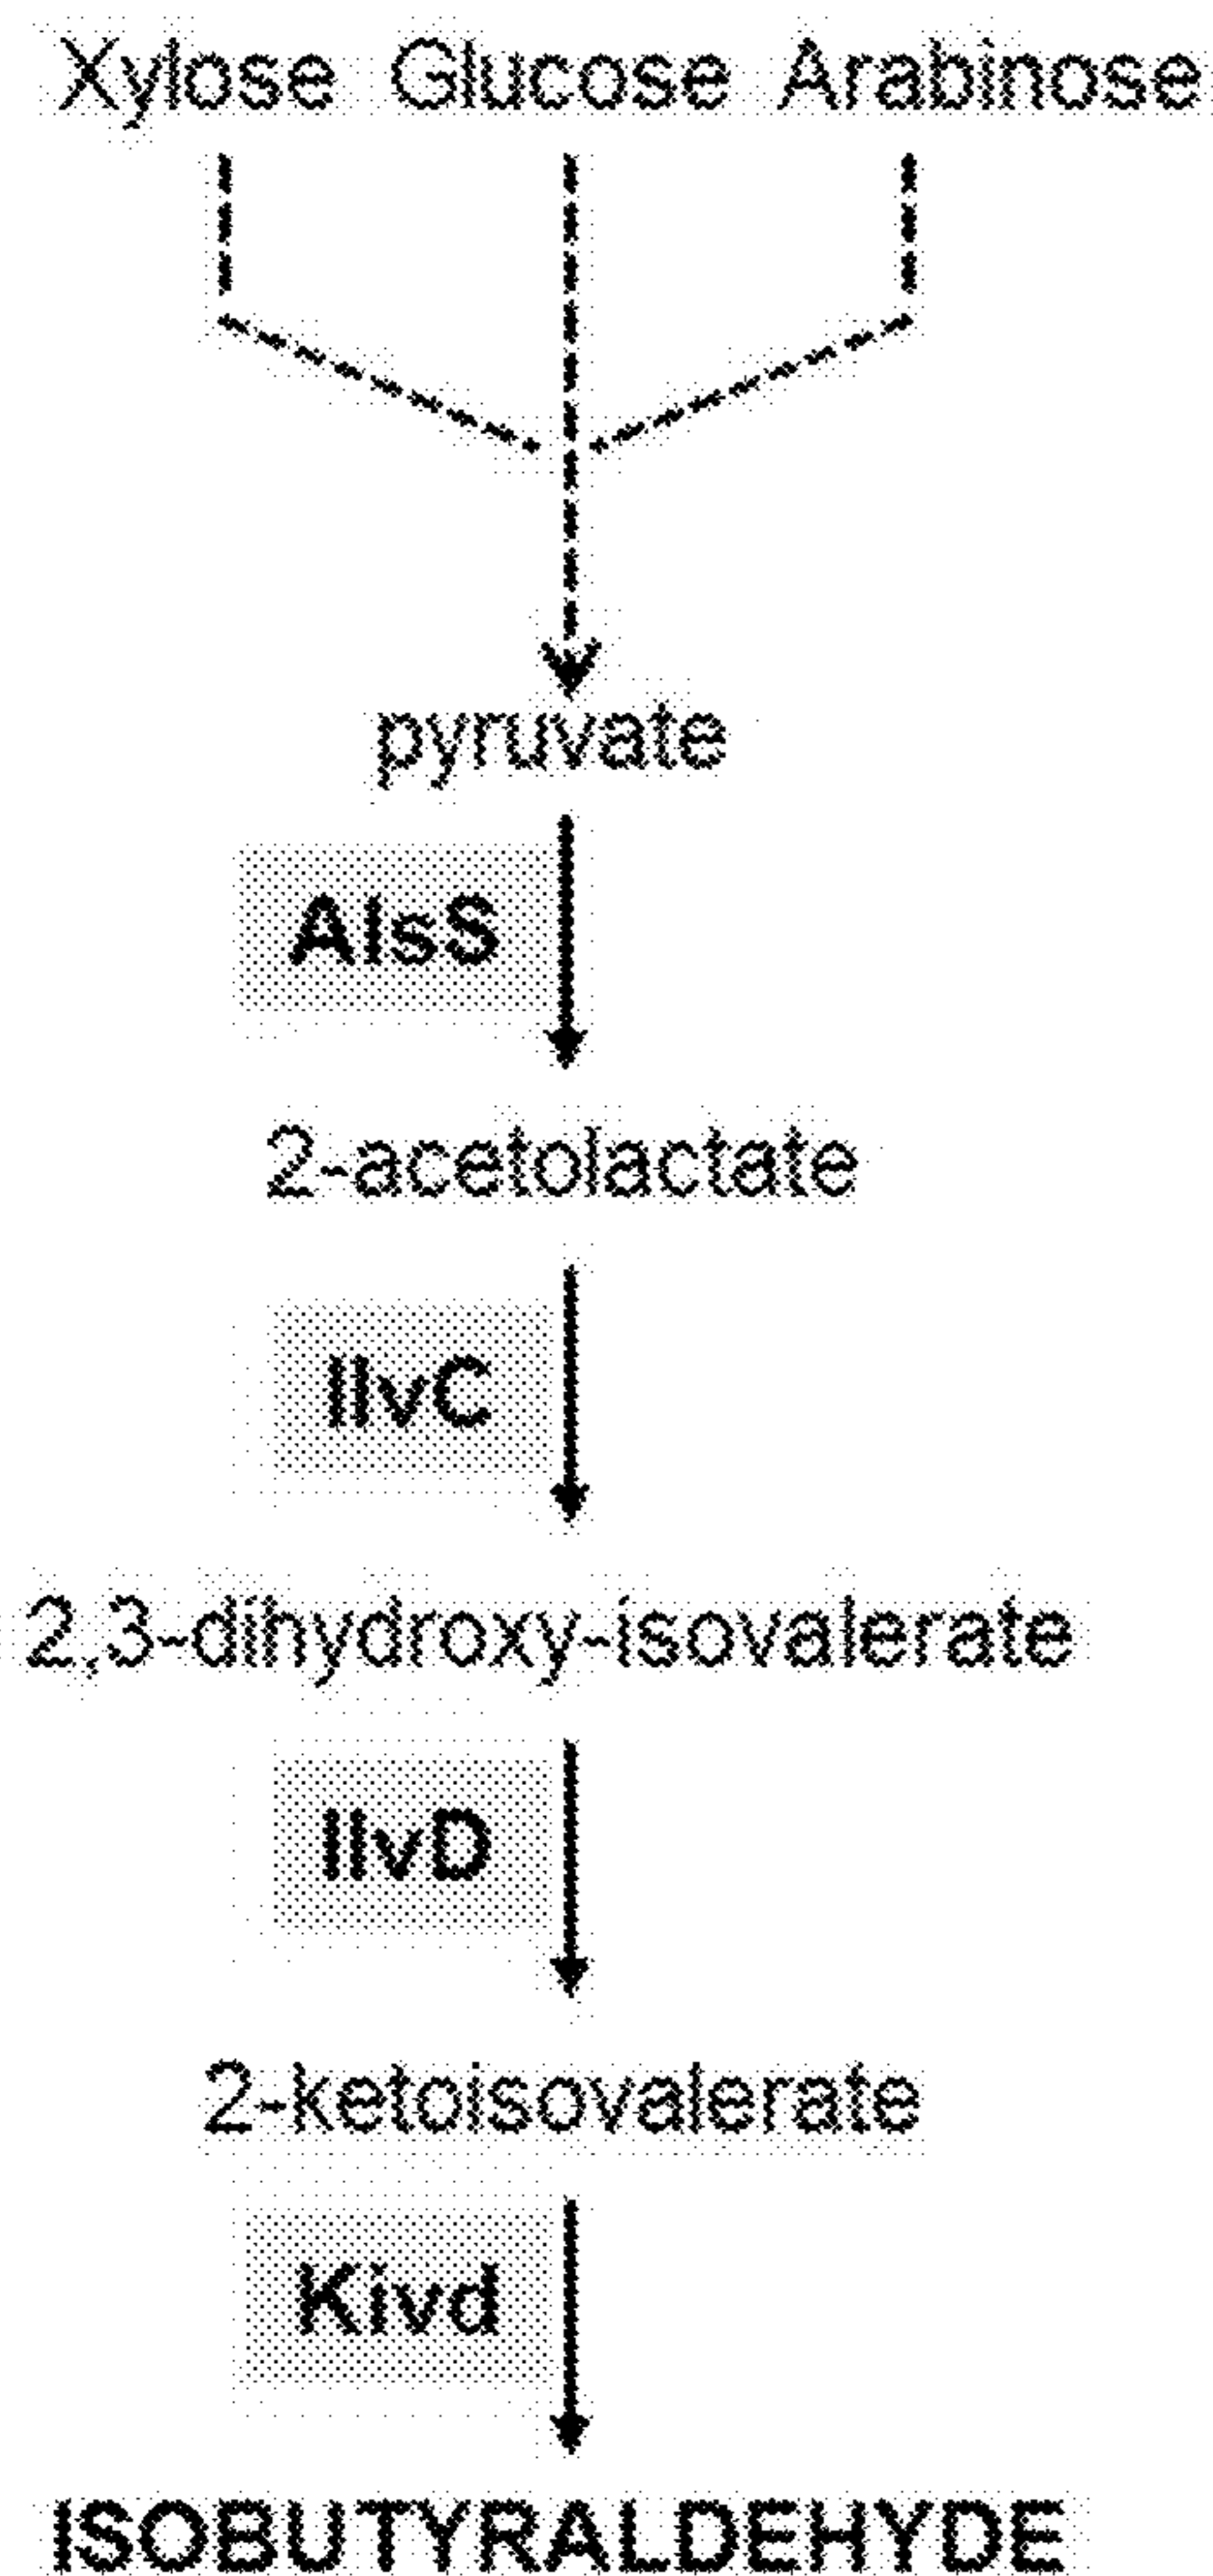 Xylose Glucose Arabinose
pyruvate
AlsS
2-acetolactate
IlvC
2,3-dihydroxy-isovalerate
IlvD
2-ketoisovalerate
Kivd
ISOBUTYRALDEHYDE